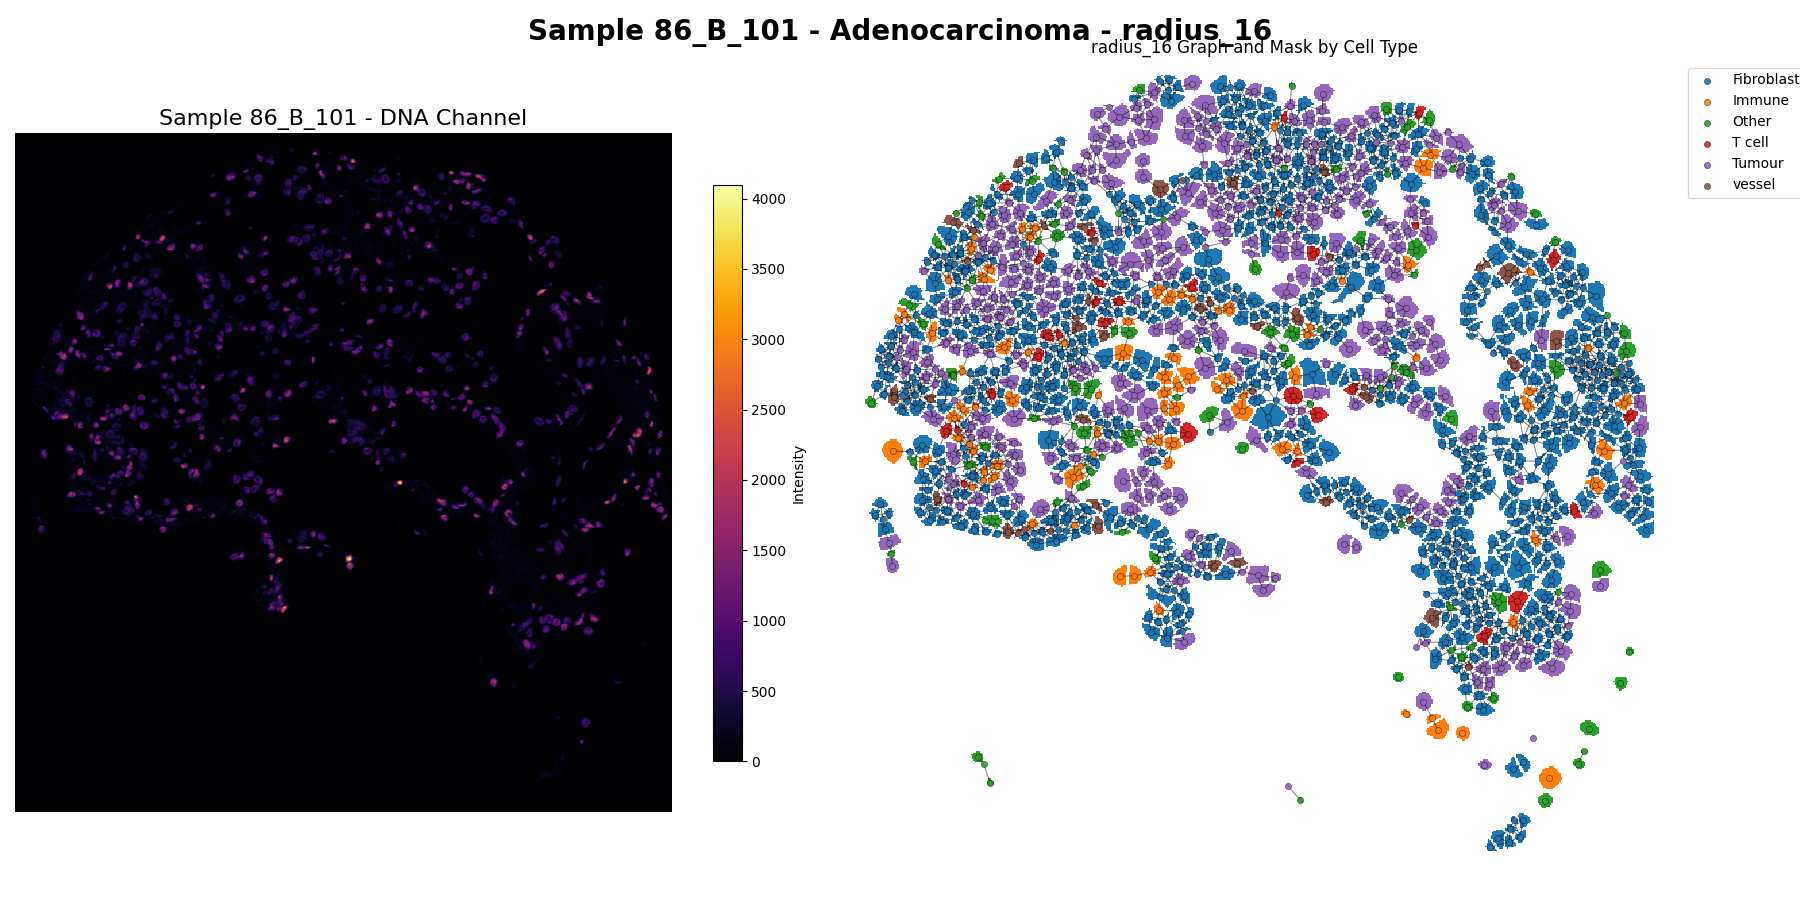 Sample 86_B_101 - Adenocarcinoma - radius_16
radius_16 Graph and Mask by Cell Type
Sample 86_B_101 - DNA Channel
Fibroblast
Immune
Other
T cell
Tumour
vessel
4000
3500
3000
2500
2000
1500
1000
500
0
Intensity